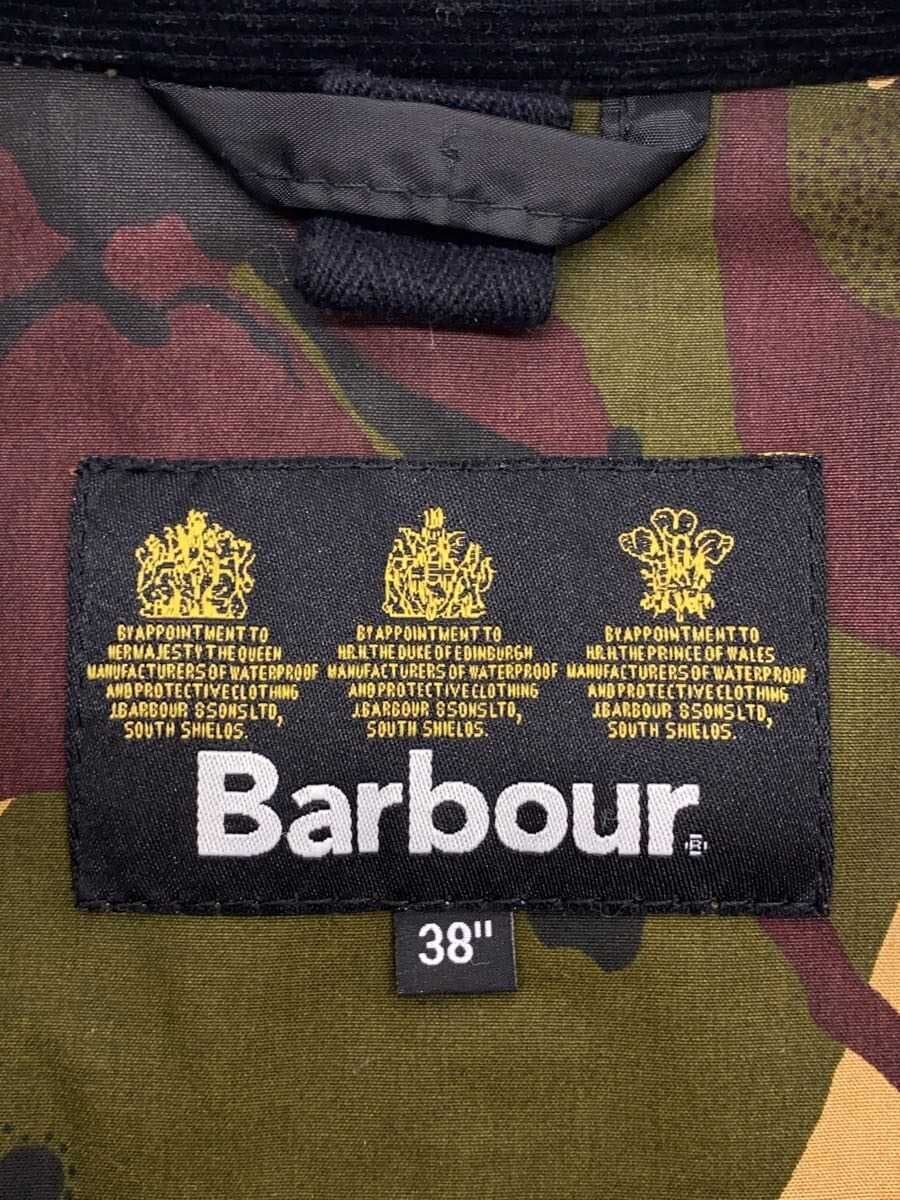 BY APPOINTMENT TO
HER MAJESTY THE QUEEN
MANUFACTURERS OF WATERPROOF
AND PROTECTIVE CLOTHING
J.BARBOUR & SONS LTD,
SOUTH SHIELDS.
BY APPOINTMENT TO
H.R.H. THE DUKE OF EDINBURGH
MANUFACTURERS OF WATERPROOF
AND PROTECTIVE CLOTHING
J.BARBOUR & SONS LTD,
SOUTH SHIELDS.
BY APPOINTMENT TO
H.R.H. THE PRINCE OF WALES
MANUFACTURERS OF WATERPROOF
AND PROTECTIVE CLOTHING
J.BARBOUR & SONS LTD,
SOUTH SHIELDS.
Barbour®
38"